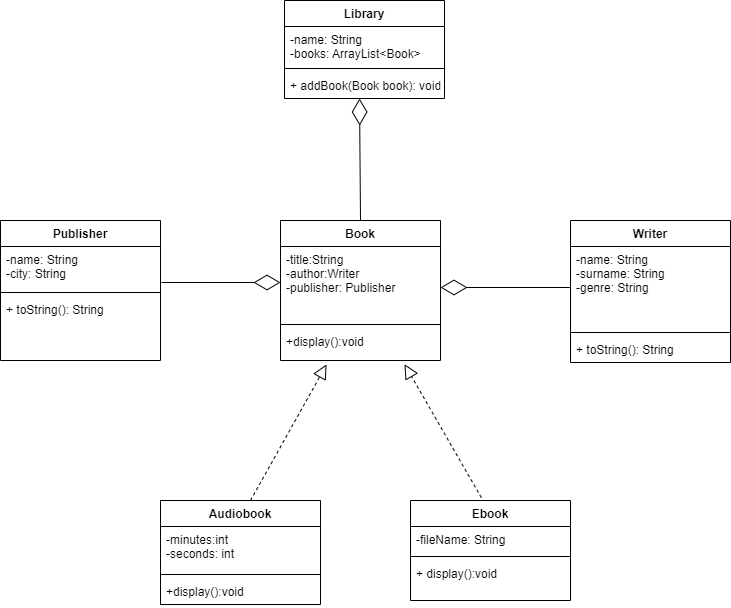 Library
-name: String
-books: ArrayList<Book>
+ addBook(Book book): void
Publisher
-name: String
-city: String
+ toString(): String
Book
-title:String
-author:Writer
-publisher: Publisher
+display():void
Writer
-name: String
-surname: String
-genre: String
+ toString(): String
Audiobook
-minutes:int
-seconds: int
+display():void
Ebook
-fileName: String
+ display():void